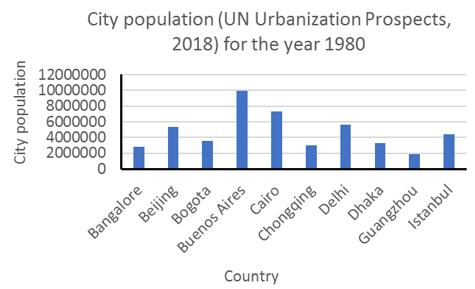 City population (UN Urbanization Prospects,
2018) for the year 1980
City population
12000000
10000000
8000000
6000000
4000000
2000000
0
Bangalore
Beijing
Bogota
Buenos Aires
Cairo
Chongqing
Delhi
Dhaka
Guangzhou
Istanbul
Country